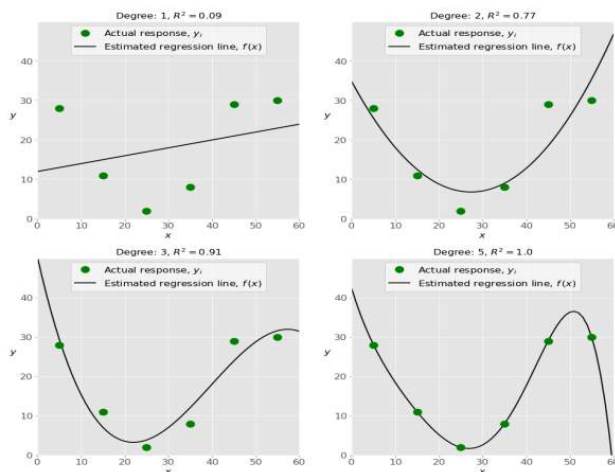 Degree: 1, R² = 0.09
Actual response, yᵢ
Estimated regression line, f(x)
40
30
20
10
0
y
0 10 20 30 40 50 60
x
Degree: 2, R² = 0.77
Actual response, yᵢ
Estimated regression line, f(x)
40
30
20
10
0
y
0 10 20 30 40 50 60
x
Degree: 3, R² = 0.91
Actual response, yᵢ
Estimated regression line, f(x)
40
30
20
10
0
y
0 10 20 30 40 50 60
x
Degree: 5, R² = 1.0
Actual response, yᵢ
Estimated regression line, f(x)
40
30
20
10
0
y
0 10 20 30 40 50 60
x